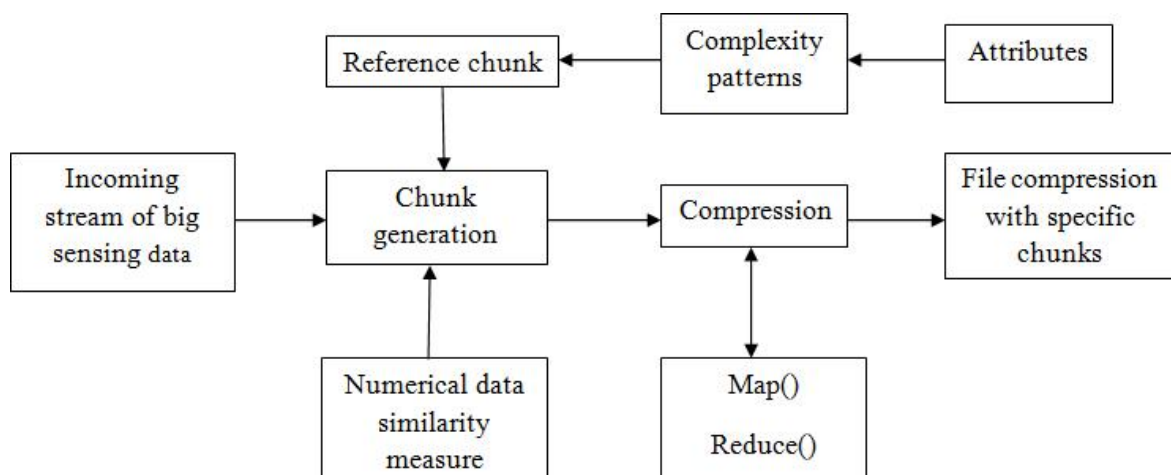 Reference chunk
Complexity
patterns
Attributes
Incoming
stream of big
sensing data
Chunk
generation
Compression
File compression
with specific
chunks
Numerical data
similarity
measure
Map()
Reduce()